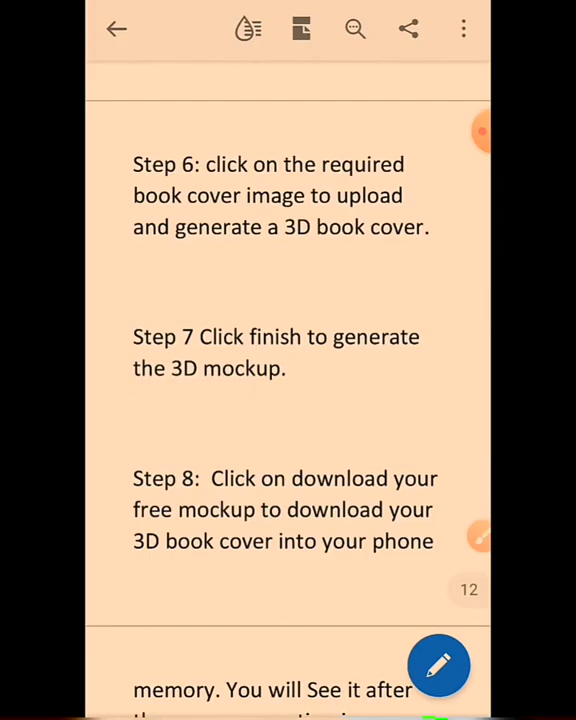 Step 6: click on the required
book cover image to upload
and generate a 3D book cover.
Step 7 Click finish to generate
the 3D mockup.
Step 8:  Click on download your
free mockup to download your
3D book cover into your phone
12
memory. You will See it after